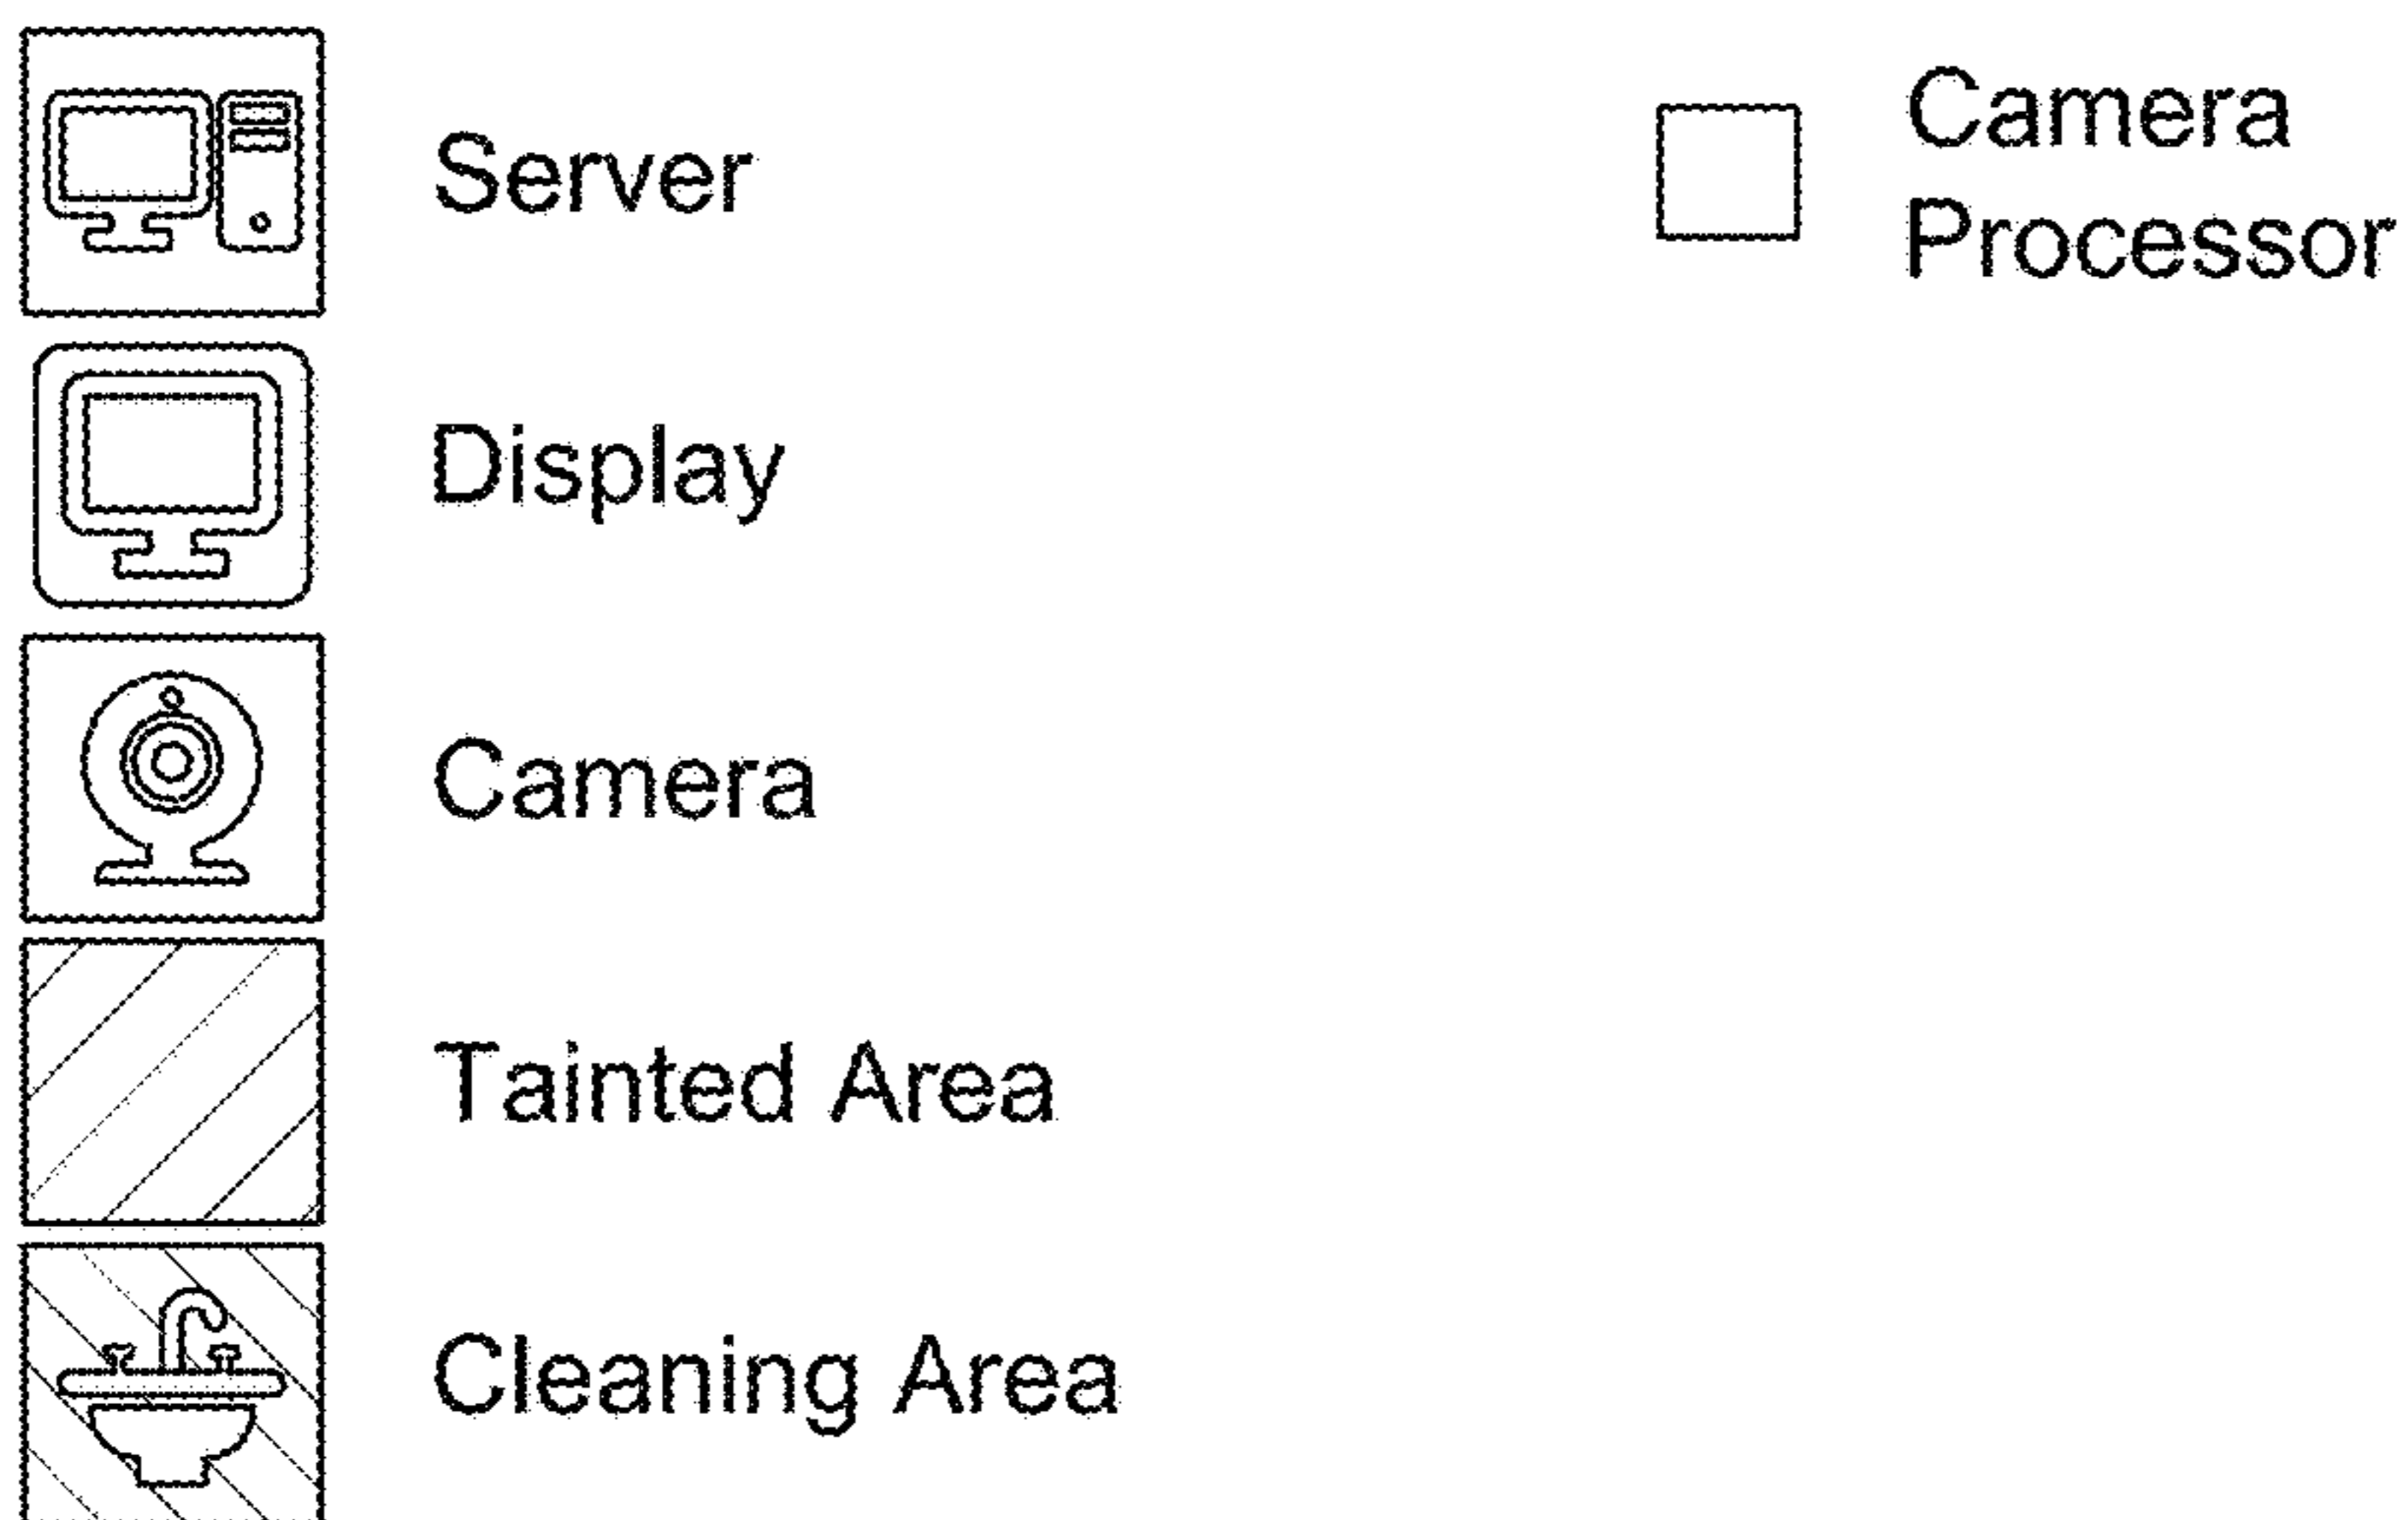 Server
Camera
Processor
Display
Camera
Tainted Area
Cleaning Area